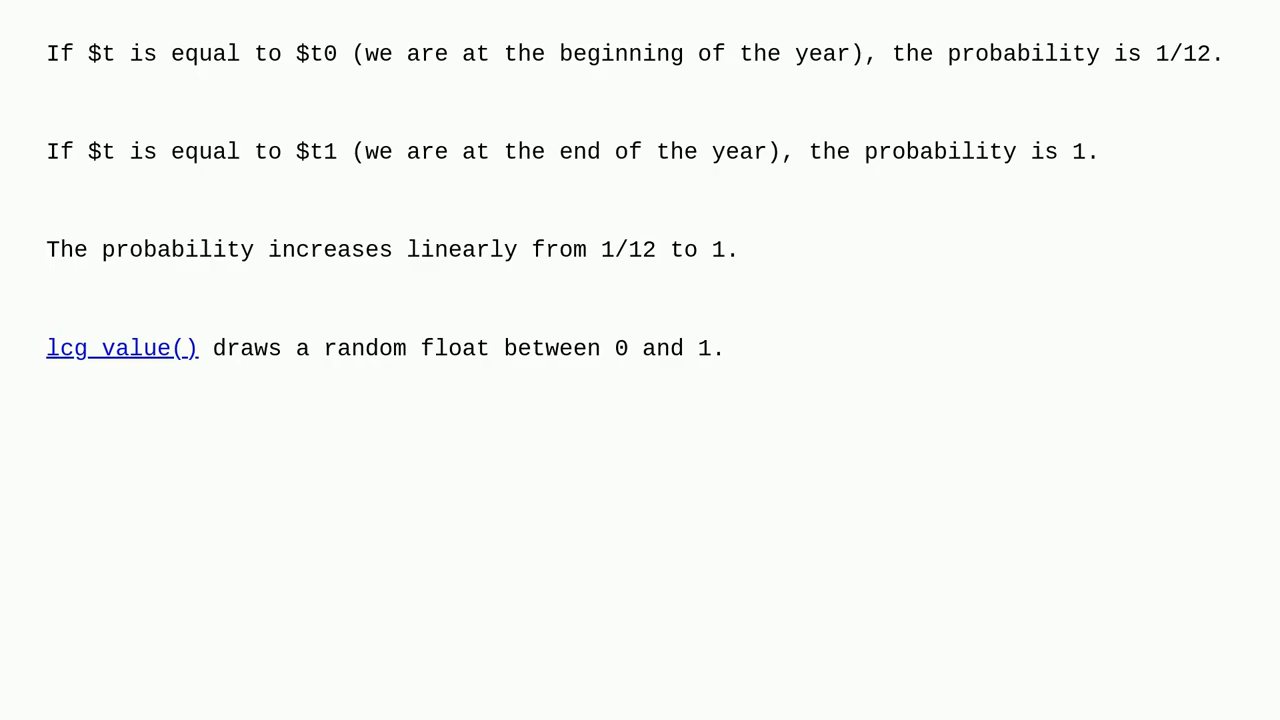 If $t is equal to $t0 (we are at the beginning of the year), the probability is 1/12.
If $t is equal to $t1 (we are at the end of the year), the probability is 1.
The probability increases linearly from 1/12 to 1.
lcg_value() draws a random float between 0 and 1.